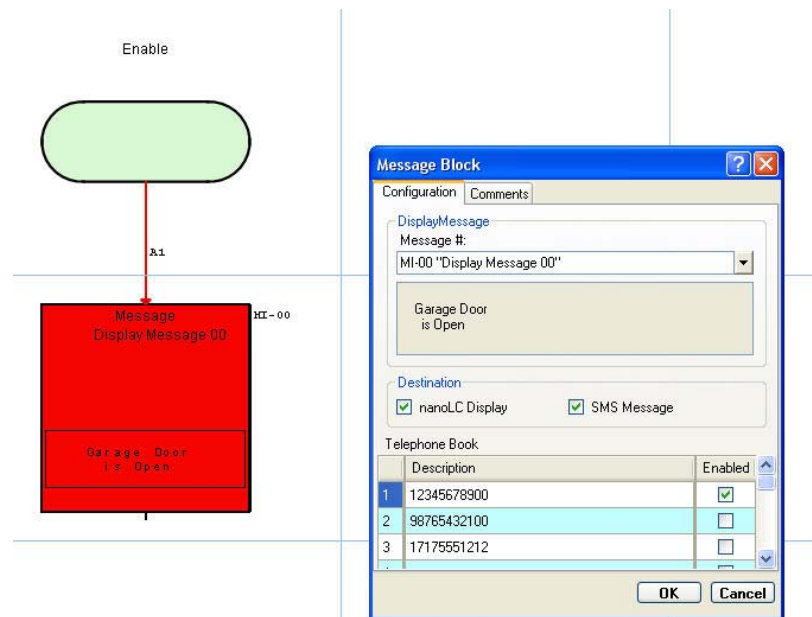 Enable
A1
Message
Display Message 00
MI-00
Garage Door
is Open
Message Block
Configuration Comments
DisplayMessage
Message #:
MI-00 "Display Message 00"
Garage Door
is Open
Destination
nanoLC Display SMS Message
Telephone Book
Description Enabled
1 12345678900
2 98765432100
3 17175551212
OK Cancel